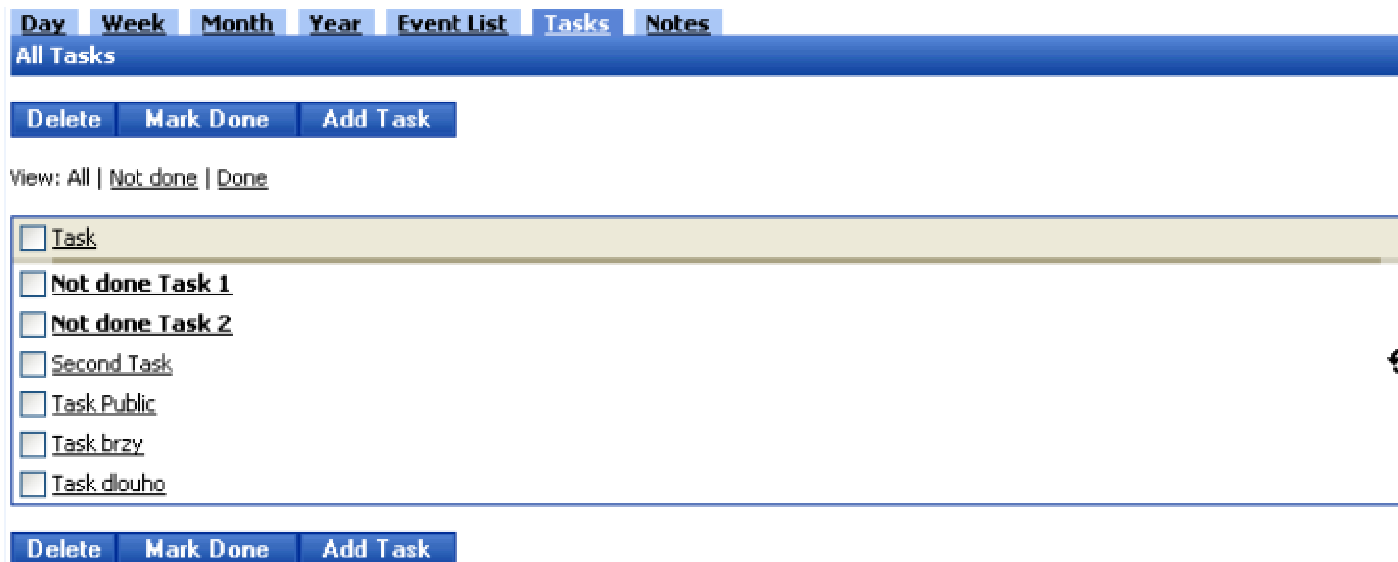 Day Week Month Year Event List Tasks Notes
All Tasks
Delete Mark Done Add Task
View: All | Not done | Done
Task
Not done Task 1
Not done Task 2
Second Task
Task Public
Task brzy
Task dlouho
Delete Mark Done Add Task